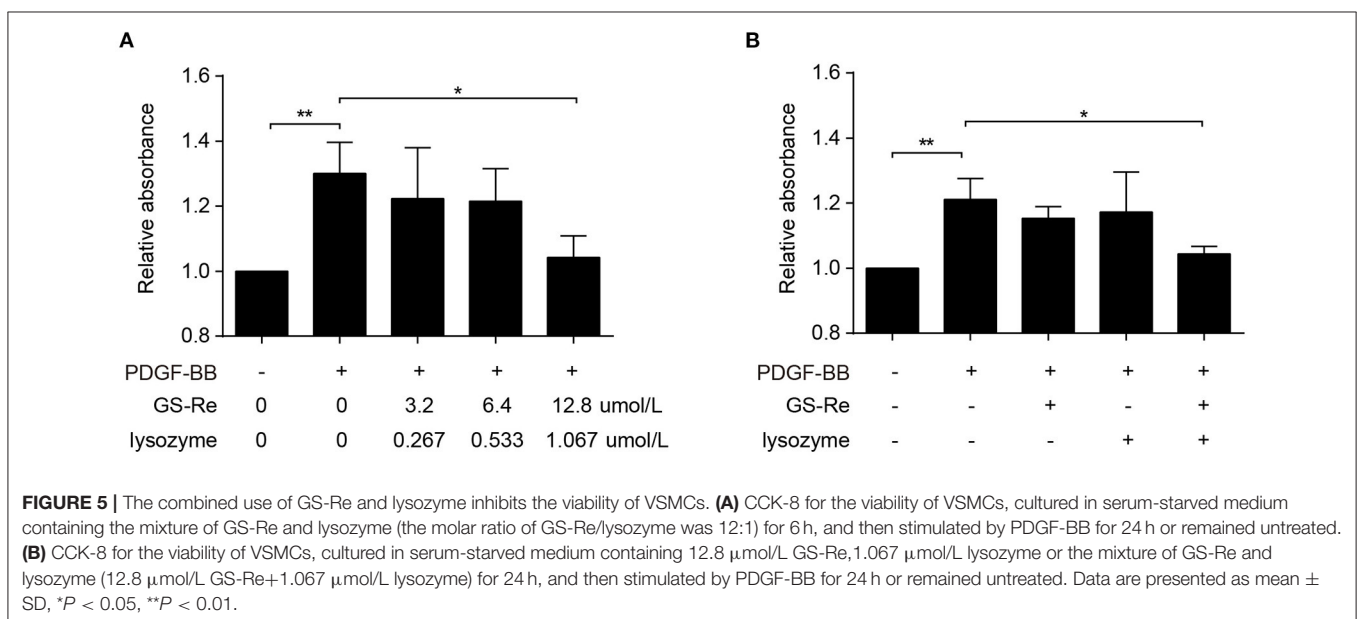 A
B
1.6
1.4
1.2
1.0
0.8
Relative absorbance
**
*
1.6
1.4
1.2
1.0
0.8
Relative absorbance
**
*
PDGF-BB - + + + +
GS-Re 0 0 3.2 6.4 12.8 umol/L
lysozyme 0 0 0.267 0.533 1.067 umol/L
PDGF-BB - + + + +
GS-Re - - + - +
lysozyme - - - + +
FIGURE 5 | The combined use of GS-Re and lysozyme inhibits the viability of VSMCs. (A) CCK-8 for the viability of VSMCs, cultured in serum-starved medium
containing the mixture of GS-Re and lysozyme (the molar ratio of GS-Re/lysozyme was 12:1) for 6 h, and then stimulated by PDGF-BB for 24 h or remained untreated.
(B) CCK-8 for the viability of VSMCs, cultured in serum-starved medium containing 12.8 μmol/L GS-Re,1.067 μmol/L lysozyme or the mixture of GS-Re and
lysozyme (12.8 μmol/L GS-Re+1.067 μmol/L lysozyme) for 24 h, and then stimulated by PDGF-BB for 24 h or remained untreated. Data are presented as mean ±
SD, *P < 0.05, **P < 0.01.